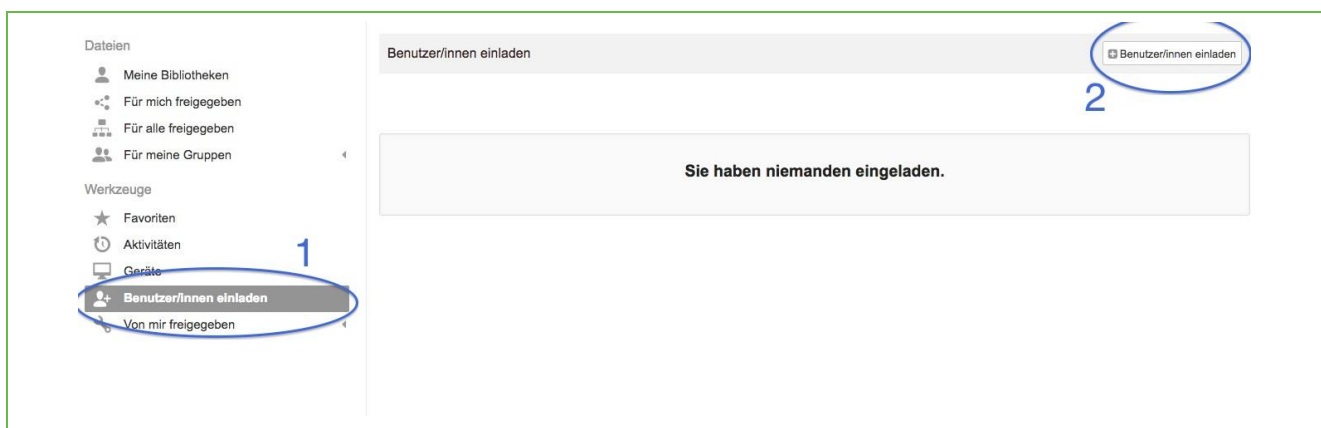 Dateien
Meine Bibliotheken
Für mich freigegeben
Für alle freigegeben
Für meine Gruppen
Werkzeuge
Favoriten
Aktivitäten
1
Geräte
Benutzer/innen einladen
Von mir freigegeben
Benutzer/innen einladen
Benutzer/innen einladen
2
Sie haben niemanden eingeladen.